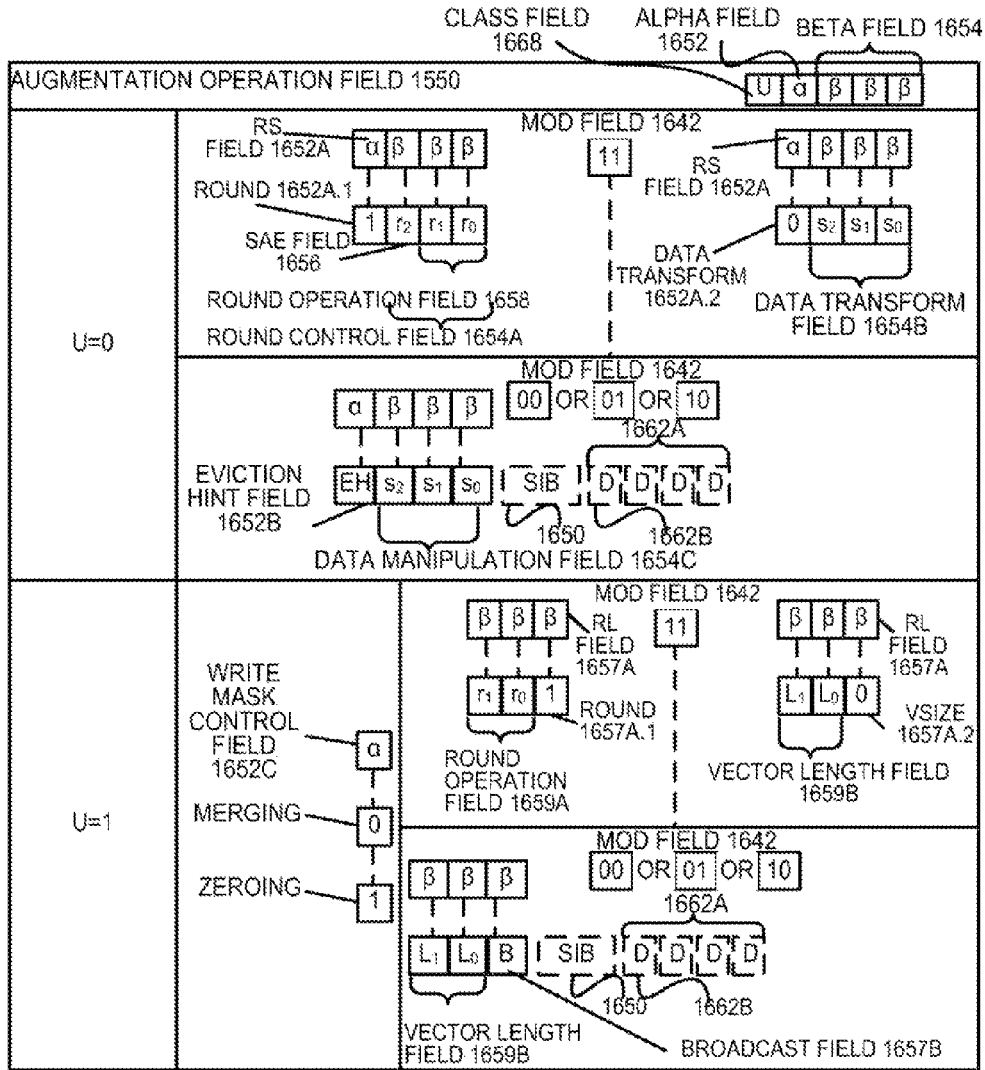 CLASS FIELD 1668
ALPHA FIELD 1652
BETA FIELD 1654
AUGMENTATION OPERATION FIELD 1550
U α β β β
U=0
RS FIELD 1652A
α β β β
MOD FIELD 1642
11
α β β β
RS FIELD 1652A
ROUND 1652A.1
1 r2 r1 r0
0 s2 s1 s0
SAE FIELD 1656
DATA TRANSFORM 1652A.2
ROUND OPERATION FIELD 1658
ROUND CONTROL FIELD 1654A
DATA TRANSFORM FIELD 1654B
MOD FIELD 1642
α β β β
00 OR 01 OR 10
1662A
EVICTION HINT FIELD 1652B
EH s2 s1 s0
SIB
D D D D
1650
1662B
DATA MANIPULATION FIELD 1654C
U=1
WRITE MASK CONTROL FIELD 1652C
α
MERGING
0
ZEROING
1
MOD FIELD 1642
β β β
RL FIELD 1657A
11
β β β
RL FIELD 1657A
r1 r0 1
ROUND 1657A.1
L1 L0 0
VSIZE 1657A.2
ROUND OPERATION FIELD 1659A
VECTOR LENGTH FIELD 1659B
MOD FIELD 1642
β β β
00 OR 01 OR 10
1662A
L1 L0 B
SIB
D D D D
1650
1662B
VECTOR LENGTH FIELD 1659B
BROADCAST FIELD 1657B